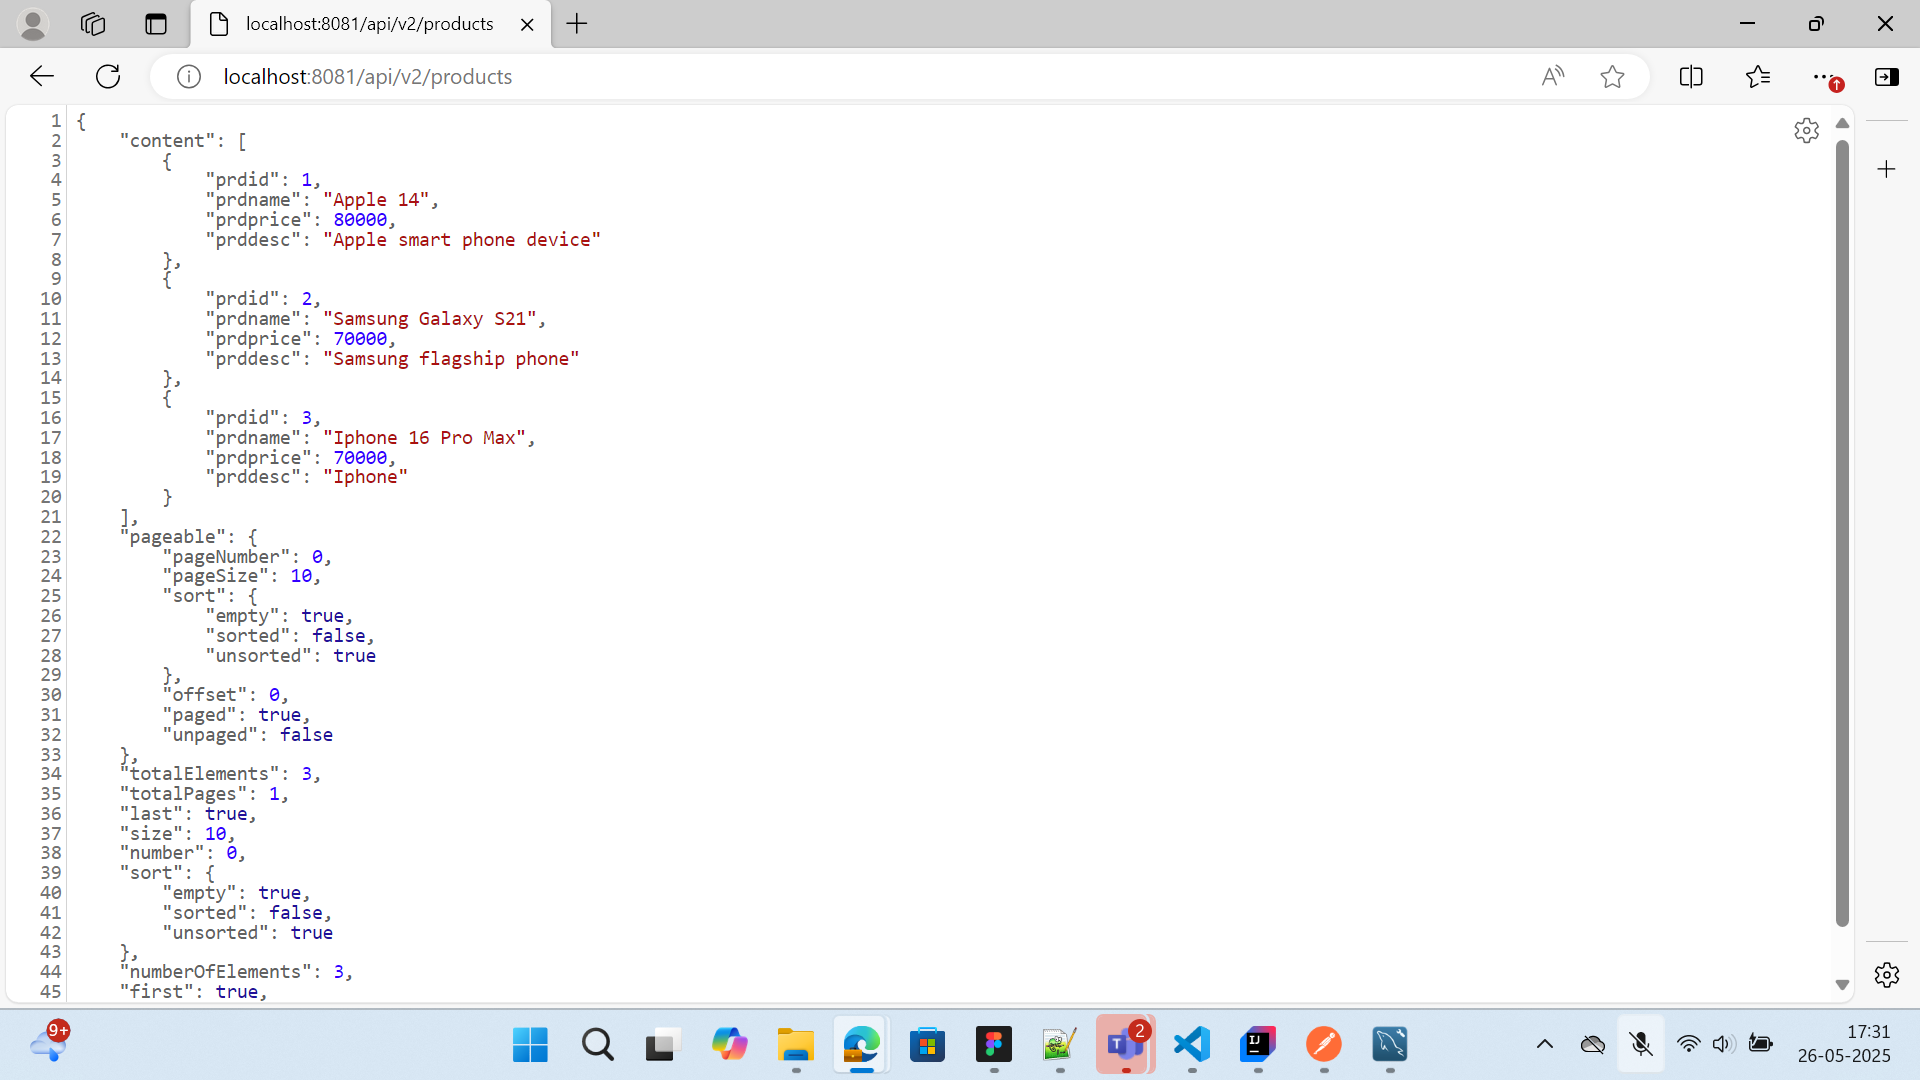 localhost:8081/api/v2/products
localhost:8081/api/v2/products
1 {
2     "content": [
3         {
4             "prdid": 1,
5             "prdname": "Apple 14",
6             "prdprice": 80000,
7             "prddesc": "Apple smart phone device"
8         },
9         {
10             "prdid": 2,
11             "prdname": "Samsung Galaxy S21",
12             "prdprice": 70000,
13             "prddesc": "Samsung flagship phone"
14         },
15         {
16             "prdid": 3,
17             "prdname": "Iphone 16 Pro Max",
18             "prdprice": 70000,
19             "prddesc": "Iphone"
20         }
21     ],
22     "pageable": {
23         "pageNumber": 0,
24         "pageSize": 10,
25         "sort": {
26             "empty": true,
27             "sorted": false,
28             "unsorted": true
29         },
30         "offset": 0,
31         "paged": true,
32         "unpaged": false
33     },
34     "totalElements": 3,
35     "totalPages": 1,
36     "last": true,
37     "size": 10,
38     "number": 0,
39     "sort": {
40         "empty": true,
41         "sorted": false,
42         "unsorted": true
43     },
44     "numberOfElements": 3,
45     "first": true,
9+
2
17:31
26-05-2025